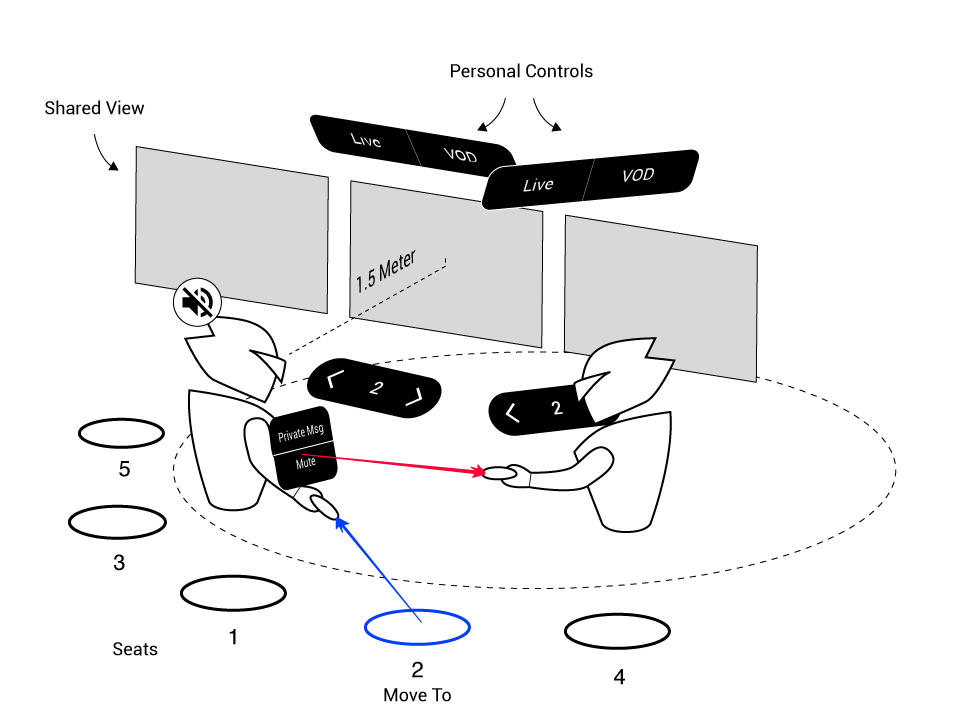 Personal Controls
Shared View
Live
VOD
Live
VOD
1.5 Meter
< 2 >
< 2
Private Msg
Mute
5
3
1
Seats
2
Move To
4